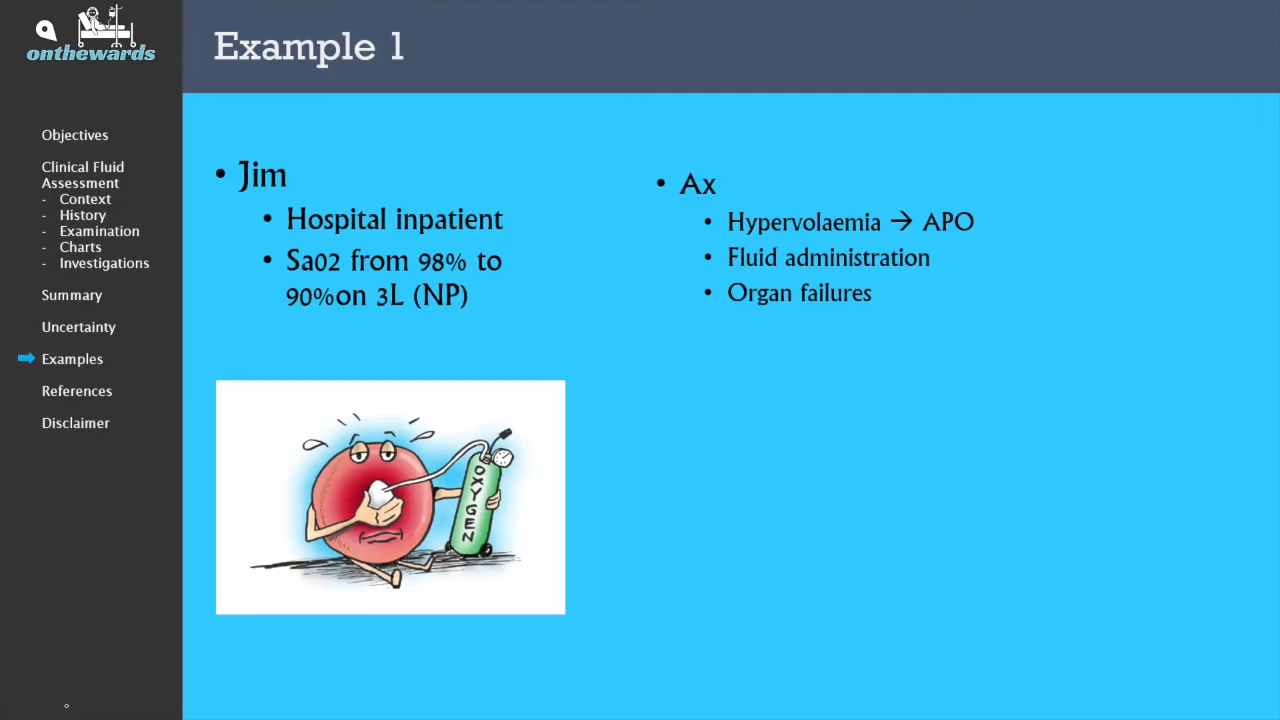 onthewards
Example 1
Objectives
Clinical Fluid
Assessment
- Context
- History
- Examination
- Charts
- Investigations
Summary
Uncertainty
Examples
References
Disclaimer
• Jim
• Hospital inpatient
• Sa02 from 98% to
90%on 3L (NP)
• Ax
• Hypervolaemia → APO
• Fluid administration
• Organ failures
OXYGEN